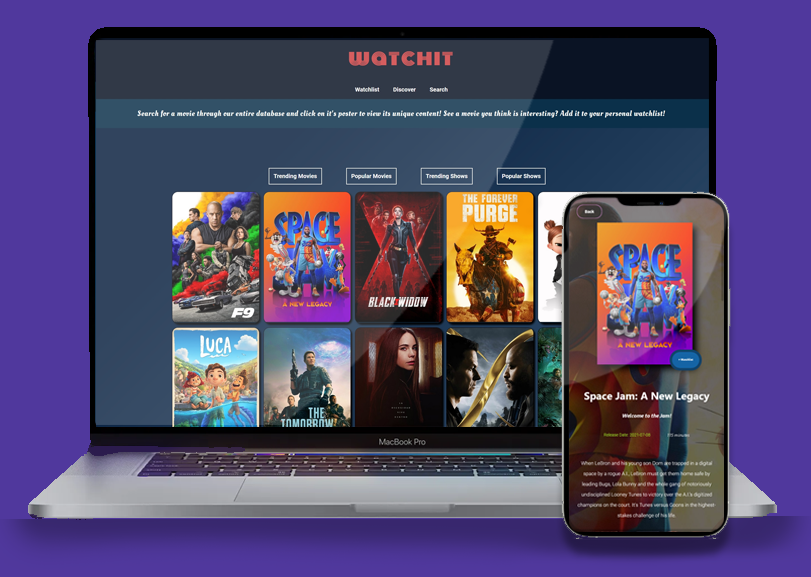 WATCHIT
Watchlist Discover Search
Search for a movie through our entire database and click on it's poster to view its unique content! See a movie you think is interesting? Add it to your personal watchlist!
Trending Movies Popular Movies Trending Shows Popular Shows
F9
SPACE JAM
A NEW LEGACY
BLACK WIDOW
THE FOREVER
PURGE
LUCA
THE
TOMORROW
MacBook Pro
Back
SPACE JAM
A NEW LEGACY
+ Watchlist
Space Jam: A New Legacy
Welcome to the Jam!
Release Date: 2021-07-08
115 minutes
When LeBron and his young son Dom are trapped in a digital
space by a rogue A.I., LeBron must get them home safe by
leading Bugs, Lola Bunny and the whole gang of notoriously
undisciplined Looney Tunes to victory over the A.I.'s digitized
champions on the court. It's Tunes versus Goons in the highest
stakes challenge of his life.